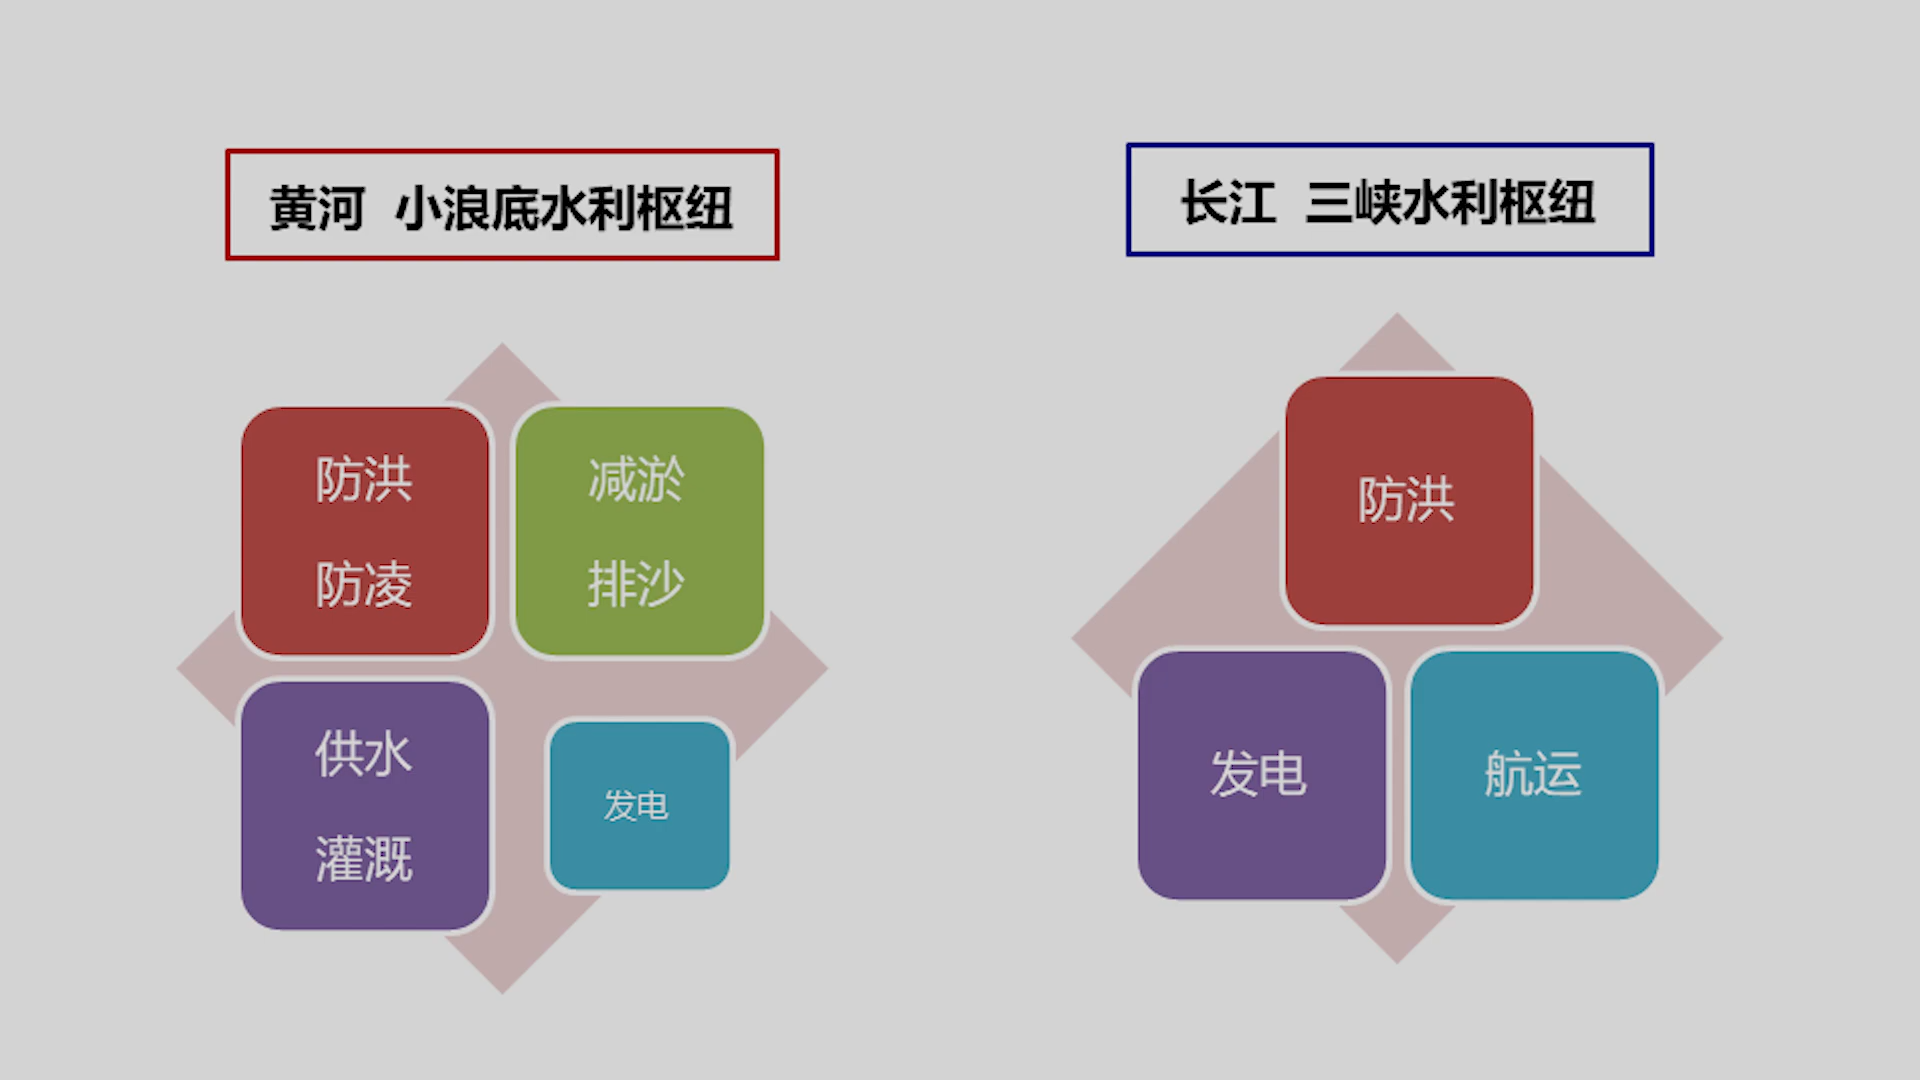 黄河 小浪底水利枢纽
防洪
防凌
减淤
排沙
供水
灌溉
发电
长江 三峡水利枢纽
防洪
发电
航运